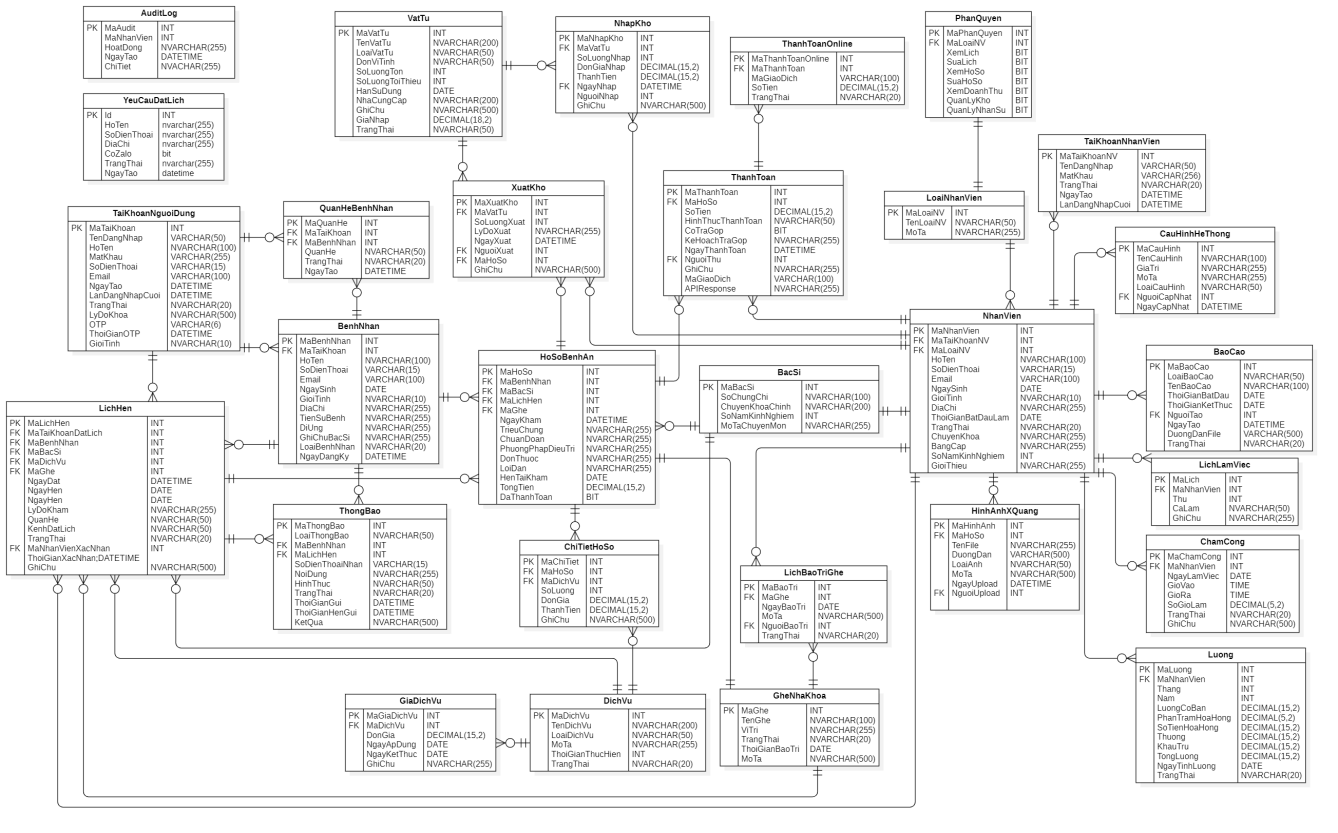 AuditLog
PK MaAudit INT
MaNhanVien INT
HoatDong NVARCHAR(255)
NgayTao DATETIME
ChiTiet NVACHAR(255)
YeuCauDatLich
PK Id INT
HoTen nvarchar(255)
SoDienThoai nvarchar(255)
DiaChi nvarchar(255)
CoZalo bit
TrangThai nvarchar(255)
NgayTao datetime
VatTu
PK MaVatTu INT
TenVatTu NVARCHAR(200)
LoaiVatTu NVARCHAR(50)
DonViTinh NVARCHAR(50)
SoLuongTon INT
SoLuongToiThieu INT
HanSuDung DATE
NhaCungCap NVARCHAR(200)
GhiChu NVARCHAR(500)
GiaNhap DECIMAL(18,2)
TrangThai NVARCHAR(50)
NhapKho
PK MaNhapKho INT
FK MaVatTu INT
SoLuongNhap INT
DonGiaNhap DECIMAL(15,2)
ThanhTien DECIMAL(15,2)
FK NgayNhap DATETIME
NguoiNhap INT
GhiChu NVARCHAR(500)
ThanhToanOnline
PK MaThanhToanOnline INT
FK MaThanhToan INT
MaGiaoDich VARCHAR(100)
SoTien DECIMAL(15,2)
TrangThai NVARCHAR(20)
PhanQuyen
PK MaPhanQuyen INT
FK MaLoaiNV INT
XemLich BIT
SuaLich BIT
XemHoSo BIT
SuaHoSo BIT
XemDoanhThu BIT
QuanLyKho BIT
QuanLyNhanSu BIT
TaiKhoanNhanVien
PK MaTaiKhoanNV INT
TenDangNhap VARCHAR(50)
MatKhau VARCHAR(256)
TrangThai NVARCHAR(20)
NgayTao DATETIME
LanDangNhapCuoi DATETIME
XuatKho
PK MaXuatKho INT
FK MaVatTu INT
SoLuongXuat INT
LyDoXuat NVARCHAR(255)
NgayXuat DATETIME
FK NguoiXuat INT
FK MaHoSo INT
GhiChu NVARCHAR(500)
ThanhToan
PK MaThanhToan INT
FK MaHoSo INT
SoTien DECIMAL(15,2)
HinhThucThanhToan NVARCHAR(50)
CoTraGop BIT
KeHoachTraGop NVARCHAR(255)
NgayThanhToan DATETIME
FK NguoiThu INT
GhiChu NVARCHAR(255)
MaGiaoDich VARCHAR(100)
APIResponse NVARCHAR(255)
LoaiNhanVien
PK MaLoaiNV INT
TenLoaiNV NVARCHAR(50)
MoTa NVARCHAR(255)
TaiKhoanNguoiDung
PK MaTaiKhoan INT
TenDangNhap VARCHAR(50)
HoTen NVARCHAR(100)
MatKhau VARCHAR(255)
SoDienThoai VARCHAR(15)
Email VARCHAR(100)
NgayTao DATETIME
LanDangNhapCuoi DATETIME
TrangThai NVARCHAR(20)
LyDoKhoa NVARCHAR(500)
OTP VARCHAR(6)
ThoiGianOTP DATETIME
GioiTinh NVARCHAR(10)
QuanHeBenhNhan
PK MaQuanHe INT
FK MaTaiKhoan INT
FK MaBenhNhan INT
QuanHe NVARCHAR(50)
TrangThai NVARCHAR(20)
NgayTao DATETIME
CauHinhHeThong
PK MaCauHinh INT
TenCauHinh NVARCHAR(100)
GiaTri NVARCHAR(255)
MoTa NVARCHAR(255)
LoaiCauHinh NVARCHAR(50)
FK NguoiCapNhat INT
NgayCapNhat DATETIME
BenhNhan
PK MaBenhNhan INT
FK MaTaiKhoan INT
HoTen NVARCHAR(100)
SoDienThoai VARCHAR(15)
Email VARCHAR(100)
NgaySinh DATE
GioiTinh NVARCHAR(10)
DiaChi NVARCHAR(255)
TienSuBenh NVARCHAR(255)
DiUng NVARCHAR(255)
GhiChuBacSi NVARCHAR(255)
LoaiBenhNhan NVARCHAR(20)
NgayDangKy DATETIME
NhanVien
PK MaNhanVien INT
FK MaTaiKhoanNV INT
FK MaLoaiNV INT
HoTen NVARCHAR(100)
SoDienThoai VARCHAR(15)
Email VARCHAR(100)
NgaySinh DATE
GioiTinh NVARCHAR(10)
DiaChi NVARCHAR(255)
ThoiGianBatDauLam DATE
TrangThai NVARCHAR(20)
ChuyenKhoa NVARCHAR(255)
BangCap NVARCHAR(255)
SoNamKinhNghiem INT
GioiThieu NVARCHAR(255)
HoSoBenhAn
PK MaHoSo INT
FK MaBenhNhan INT
FK MaBacSi INT
FK MaLichHen INT
FK MaGhe INT
NgayKham DATETIME
TrieuChung NVARCHAR(255)
ChuanDoan NVARCHAR(255)
PhuongPhapDieuTri NVARCHAR(255)
DonThuoc NVARCHAR(255)
LoiDan NVARCHAR(255)
HenTaiKham DATE
TongTien DECIMAL(15,2)
DaThanhToan BIT
BacSi
PK MaBacSi INT
SoChungChi NVARCHAR(100)
ChuyenKhoaChinh NVARCHAR(200)
SoNamKinhNghiem INT
MoTaChuyenMon NVARCHAR(255)
BaoCao
PK MaBaoCao INT
LoaiBaoCao NVARCHAR(50)
TenBaoCao NVARCHAR(100)
ThoiGianBatDau DATE
ThoiGianKetThuc DATE
FK NguoiTao INT
NgayTao DATETIME
DuongDanFile VARCHAR(500)
TrangThai NVARCHAR(20)
LichHen
PK MaLichHen INT
FK MaTaiKhoanDatLich INT
FK MaBenhNhan INT
FK MaBacSi INT
FK MaDichVu INT
FK MaGhe INT
NgayDat DATETIME
NgayHen DATE
NgayHen DATE
LyDoKham NVARCHAR(255)
QuanHe NVARCHAR(50)
KenhDatLich NVARCHAR(50)
TrangThai NVARCHAR(20)
FK MaNhanVienXacNhan INT
ThoiGianXacNhan;DATETIME
GhiChu NVARCHAR(500)
LichLamViec
PK MaLich INT
FK MaNhanVien INT
Thu INT
CaLam NVARCHAR(50)
GhiChu NVARCHAR(255)
ThongBao
PK MaThongBao INT
LoaiThongBao NVARCHAR(50)
FK MaBenhNhan INT
FK MaLichHen INT
SoDienThoaiNhan VARCHAR(15)
NoiDung NVARCHAR(255)
HinhThuc NVARCHAR(50)
TrangThai NVARCHAR(20)
ThoiGianGui DATETIME
ThoiGianHenGui DATETIME
KetQua NVARCHAR(500)
HinhAnhXQuang
PK MaHinhAnh INT
FK MaHoSo INT
TenFile NVARCHAR(255)
DuongDan VARCHAR(500)
LoaiAnh NVARCHAR(50)
MoTa NVARCHAR(500)
NgayUpload DATETIME
FK NguoiUpload INT
ChiTietHoSo
PK MaChiTiet INT
FK MaHoSo INT
FK MaDichVu INT
SoLuong INT
DonGia DECIMAL(15,2)
ThanhTien DECIMAL(15,2)
GhiChu NVARCHAR(500)
ChamCong
PK MaChamCong INT
FK MaNhanVien INT
NgayLamViec DATE
GioVao TIME
GioRa TIME
SoGioLam DECIMAL(5,2)
TrangThai NVARCHAR(20)
GhiChu NVARCHAR(500)
LichBaoTriGhe
PK MaBaoTri INT
FK MaGhe INT
NgayBaoTri DATE
MoTa NVARCHAR(500)
FK NguoiBaoTri INT
TrangThai NVARCHAR(20)
Luong
PK MaLuong INT
FK MaNhanVien INT
Thang INT
Nam INT
LuongCoBan DECIMAL(15,2)
PhanTramHoaHong DECIMAL(5,2)
SoTienHoaHong DECIMAL(15,2)
Thuong DECIMAL(15,2)
KhauTru DECIMAL(15,2)
TongLuong DECIMAL(15,2)
NgayTinhLuong DATE
TrangThai NVARCHAR(20)
GiaDichVu
PK MaGiaDichVu INT
FK MaDichVu INT
DonGia DECIMAL(15,2)
NgayApDung DATE
NgayKetThuc DATE
GhiChu NVARCHAR(255)
DichVu
PK MaDichVu INT
TenDichVu NVARCHAR(200)
LoaiDichVu NVARCHAR(50)
MoTa NVARCHAR(255)
ThoiGianThucHien INT
TrangThai NVARCHAR(20)
GheNhaKhoa
PK MaGhe INT
TenGhe NVARCHAR(100)
ViTri NVARCHAR(255)
TrangThai NVARCHAR(20)
ThoiGianBaoTri DATE
MoTa NVARCHAR(500)